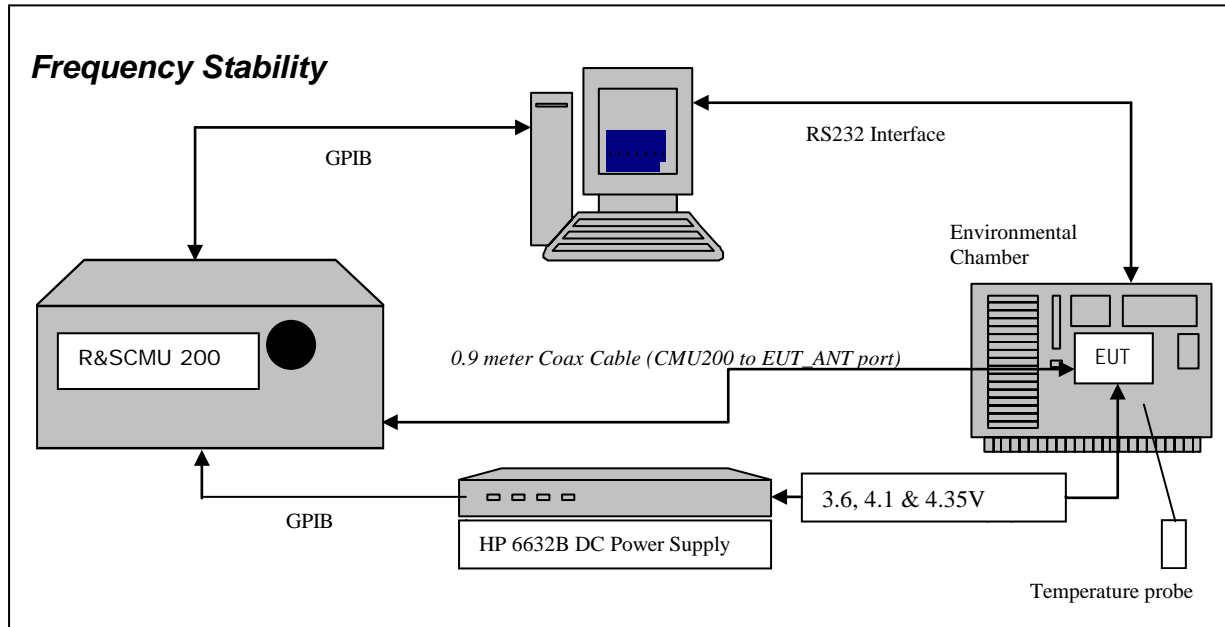 Frequency Stability
GPIB
RS232 Interface
Environmental
Chamber
R&SCMU 200
0.9 meter Coax Cable (CMU200 to EUT_ANT port)
EUT
3.6, 4.1 & 4.35V
GPIB
HP 6632B DC Power Supply
Temperature probe